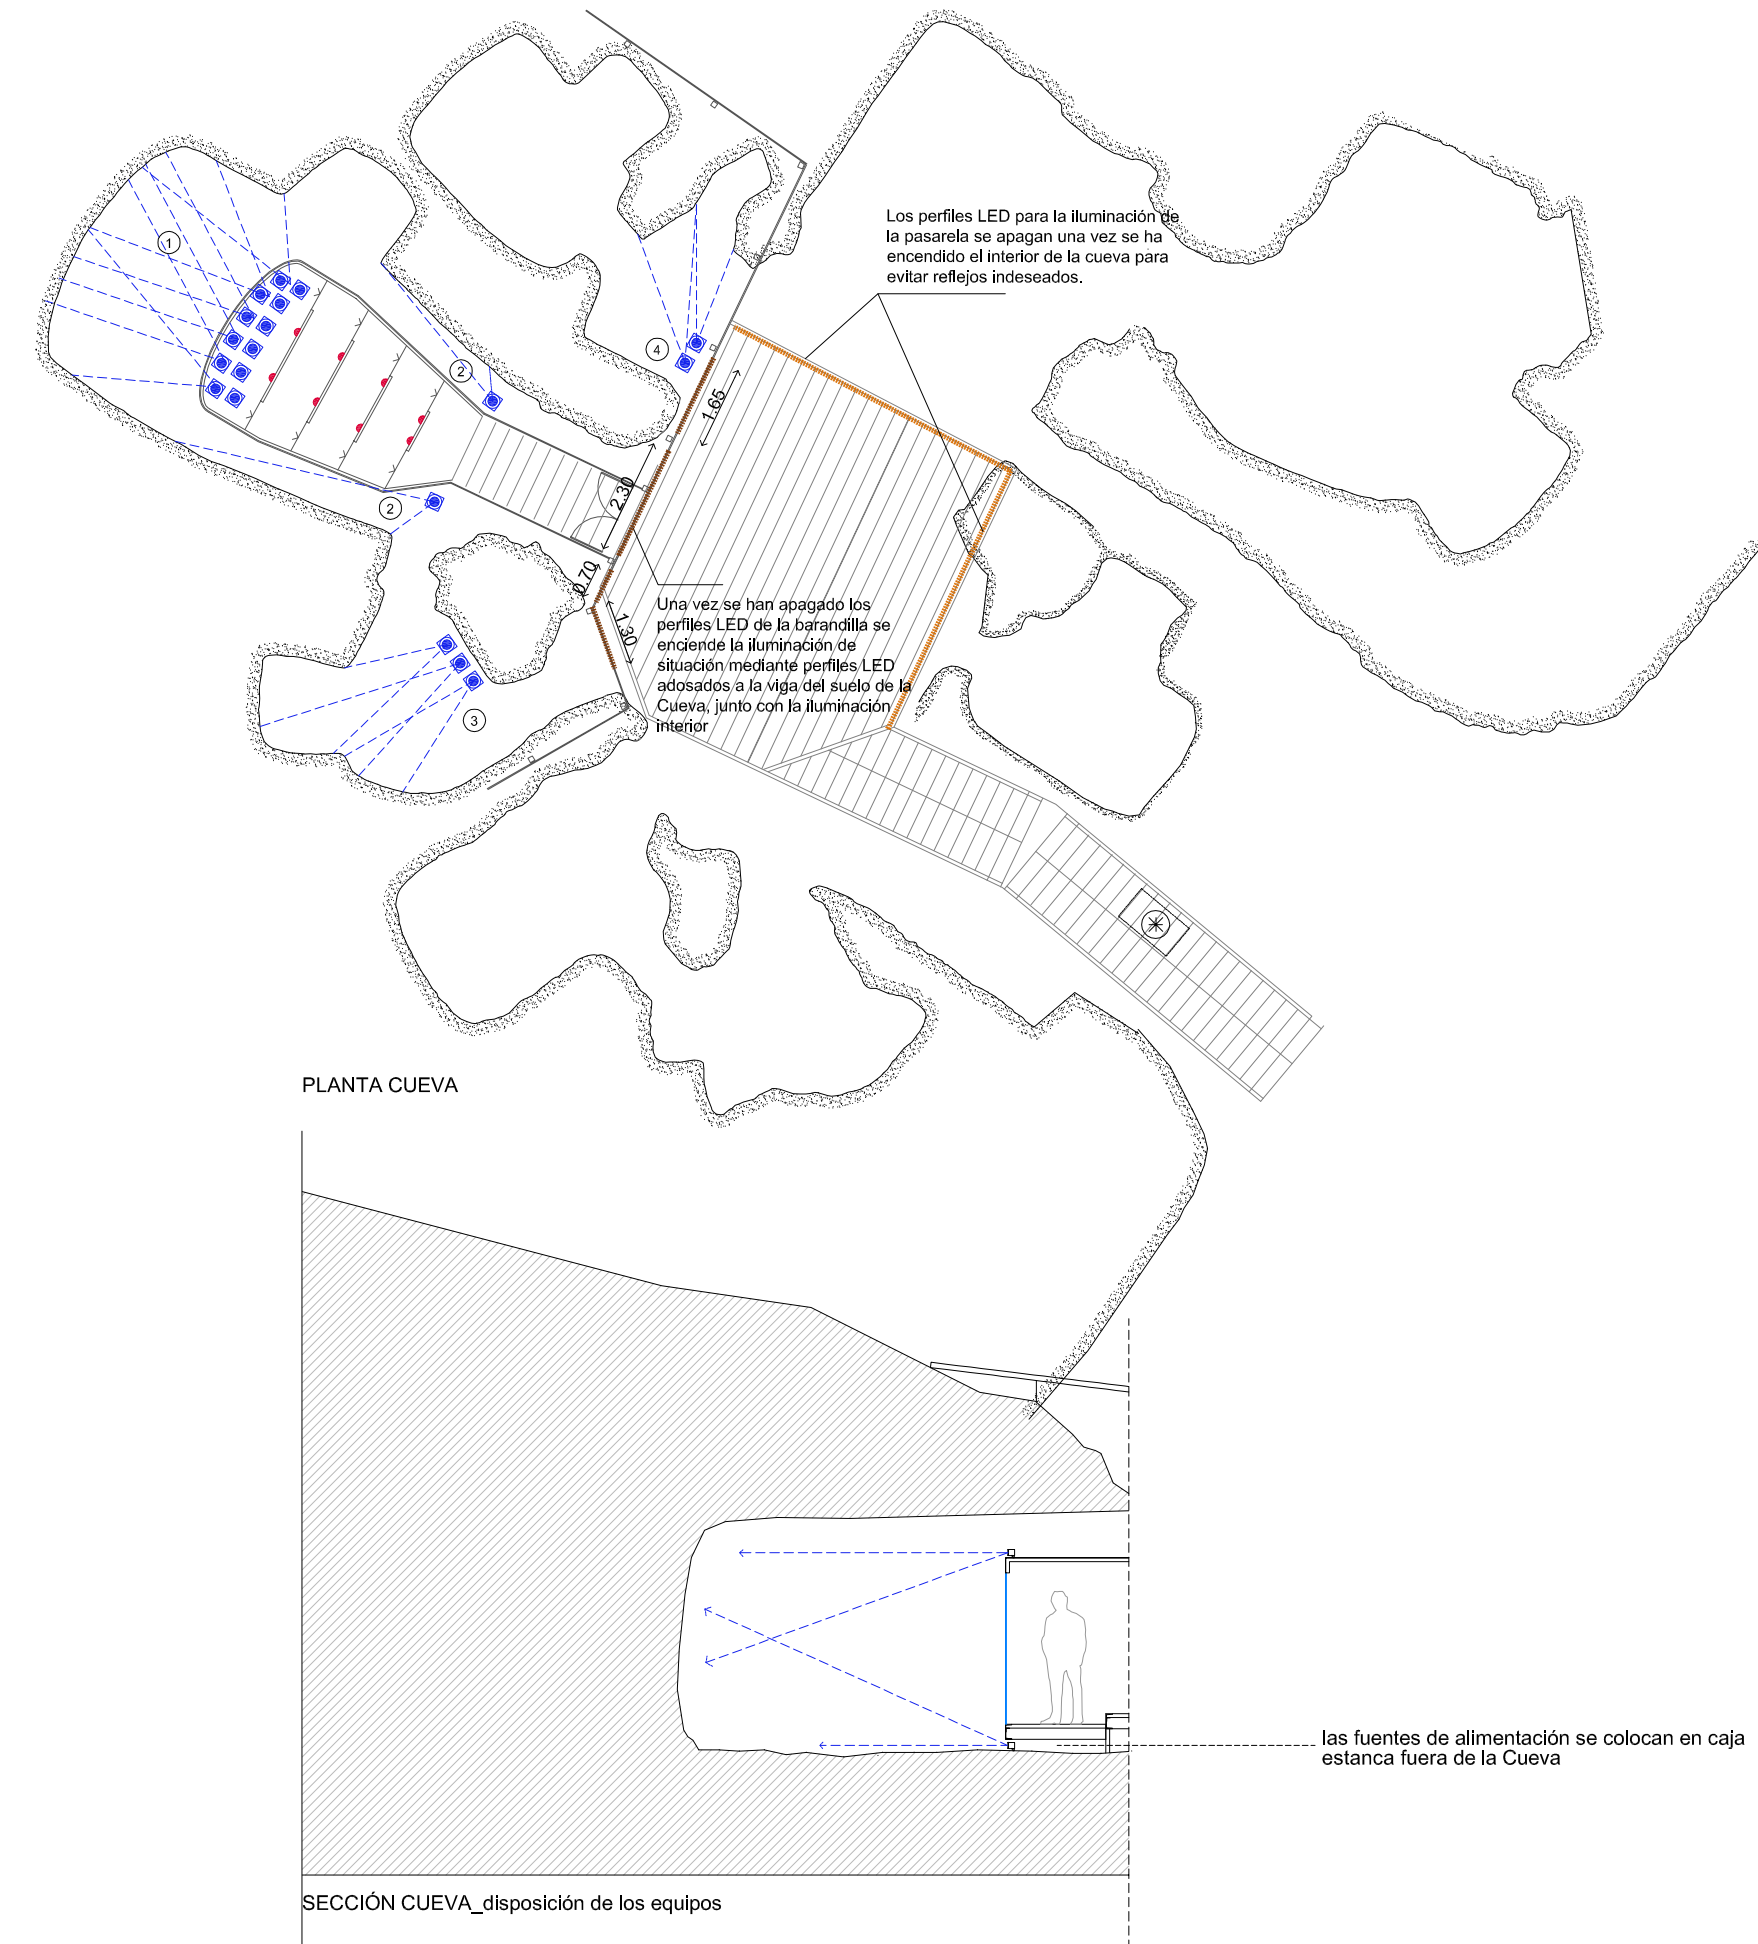 Los perfiles LED para la iluminación de
la pasarela se apagan una vez se ha
encendido el interior de la cueva para
evitar reflejos indeseados.
1
2
4
1.65
2
2.30
0.70
1.30
Una vez se han apagado los
perfiles LED de la barandilla se
enciende la iluminación de
situación mediante perfiles LED
adosados a la viga del suelo de la
Cueva, junto con la iluminación
interior
3
PLANTA CUEVA
las fuentes de alimentación se colocan en caja
estanca fuera de la Cueva
SECCIÓN CUEVA_disposición de los equipos